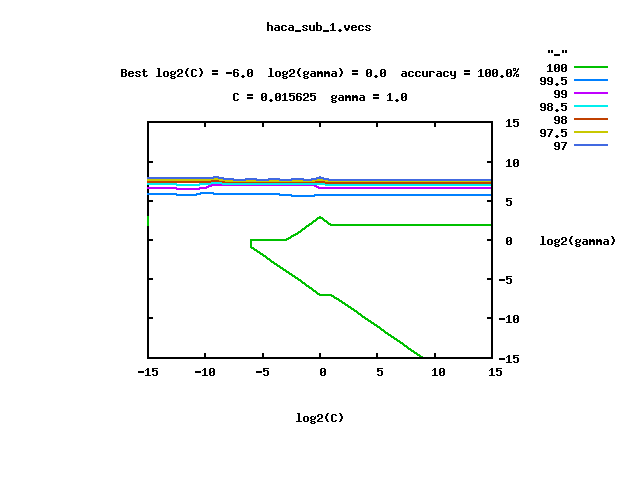 haca_sub_1.vecs
"_"
Best log2(C) = -6.0 log2(gamma) = 0.0 accuracy = 100.0%
C = 0.015625 gamma = 1.0
100
99.5
99
98.5
98
97.5
97
15
10
5
0
-5
-10
-15
log2(gamma)
-15 -10 -5 0 5 10 15
log2(C)